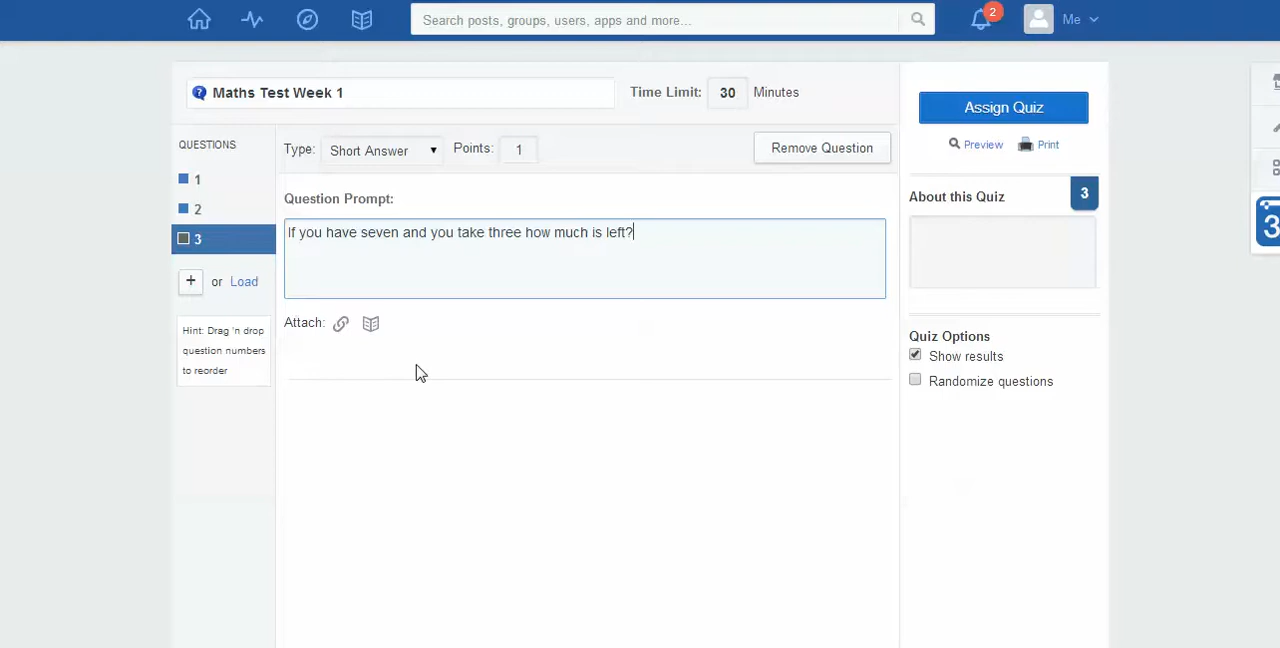 Search posts, groups, users, apps and more...
2
Me
Maths Test Week 1
Time Limit: 30 Minutes
Assign Quiz
Preview Print
QUESTIONS
Type: Short Answer Points: 1
Remove Question
1
2
3
+ or Load
Hint: Drag 'n drop
question numbers
to reorder
Question Prompt:
If you have seven and you take three how much is left?
Attach:
About this Quiz
3
Quiz Options
Show results
Randomize questions
3